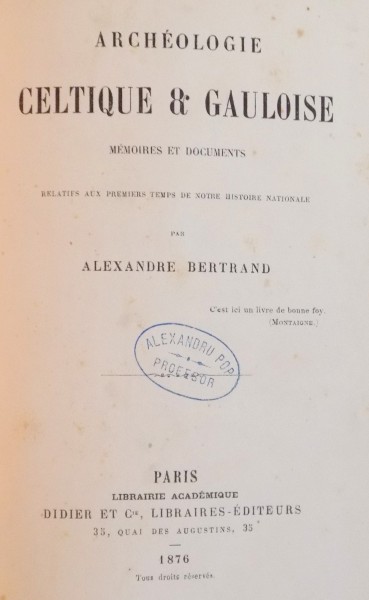 ARCHÉOLOGIE
CELTIQUE & GAULOISE
MÉMOIRES ET DOCUMENTS
RELATIFS AUX PREMIERS TEMPS DE NOTRE HISTOIRE NATIONALE
PAR
ALEXANDRE BERTRAND
C'est ici un livre de bonne foy.
(MONTAIGNE.)
ALEXANDRU POP
PROFESOR
PARIS
LIBRAIRIE ACADÉMIQUE
DIDIER ET Cie, LIBRAIRES-ÉDITEURS
35, QUAI DES AUGUSTINS, 35
—
1876
Tous droits réservés.